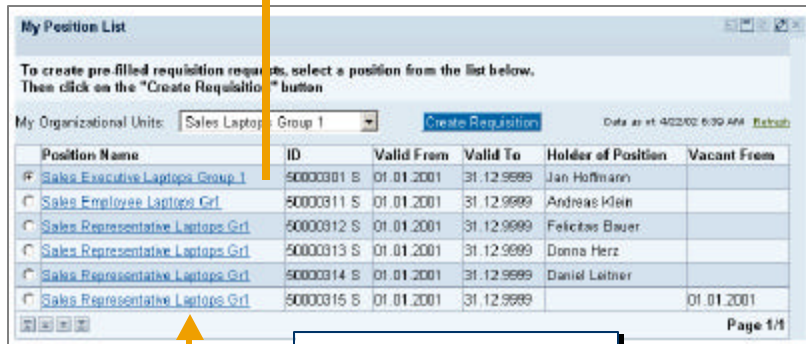 My Position List
To create pre-filled requisition requests, select a position from the list below.
Then click on the "Create Requisition" button
My Organizational Units: Sales Laptops Group 1 Create Requisition Data as at 4/22/02 6:39 AM Refresh
Position Name ID Valid From Valid To Holder of Position Vacant From
Sales Executive Laptops Group 1 50000301 S 01.01.2001 31.12.9999 Jan Hoffmann
Sales Employee Laptops Gr1 50000311 S 01.01.2001 31.12.9999 Andreas Klein
Sales Representative Laptops Gr1 50000312 S 01.01.2001 31.12.9999 Felicitas Bauer
Sales Representative Laptops Gr1 50000313 S 01.01.2001 31.12.9999 Donna Herz
Sales Representative Laptops Gr1 50000314 S 01.01.2001 31.12.9999 Daniel Leitner
Sales Representative Laptops Gr1 50000315 S 01.01.2001 31.12.9999 01.01.2001
Page 1/1